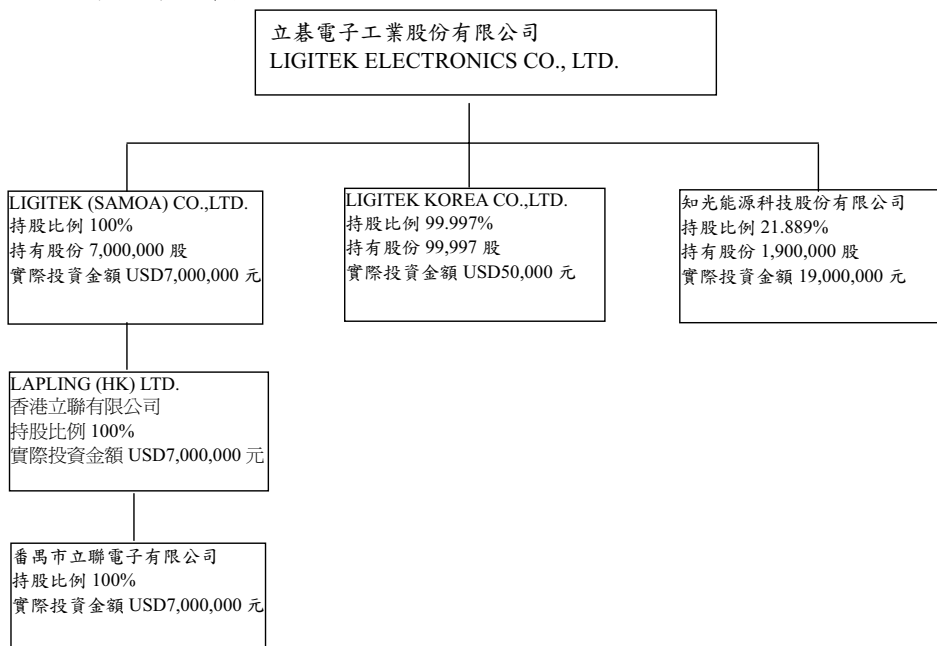 立碁電子工業股份有限公司
LIGITEK ELECTRONICS CO., LTD.
LIGITEK (SAMOA) CO.,LTD.
持股比例 100%
持有股份 7,000,000 股
實際投資金額 USD7,000,000 元
LIGITEK KOREA CO.,LTD.
持股比例 99.997%
持有股份 99,997 股
實際投資金額 USD50,000 元
知光能源科技股份有限公司
持股比例 21.889%
持有股份 1,900,000 股
實際投資金額 19,000,000 元
LAPLING (HK) LTD.
香港立聯有限公司
持股比例 100%
實際投資金額 USD7,000,000 元
番禺市立聯電子有限公司
持股比例 100%
實際投資金額 USD7,000,000 元